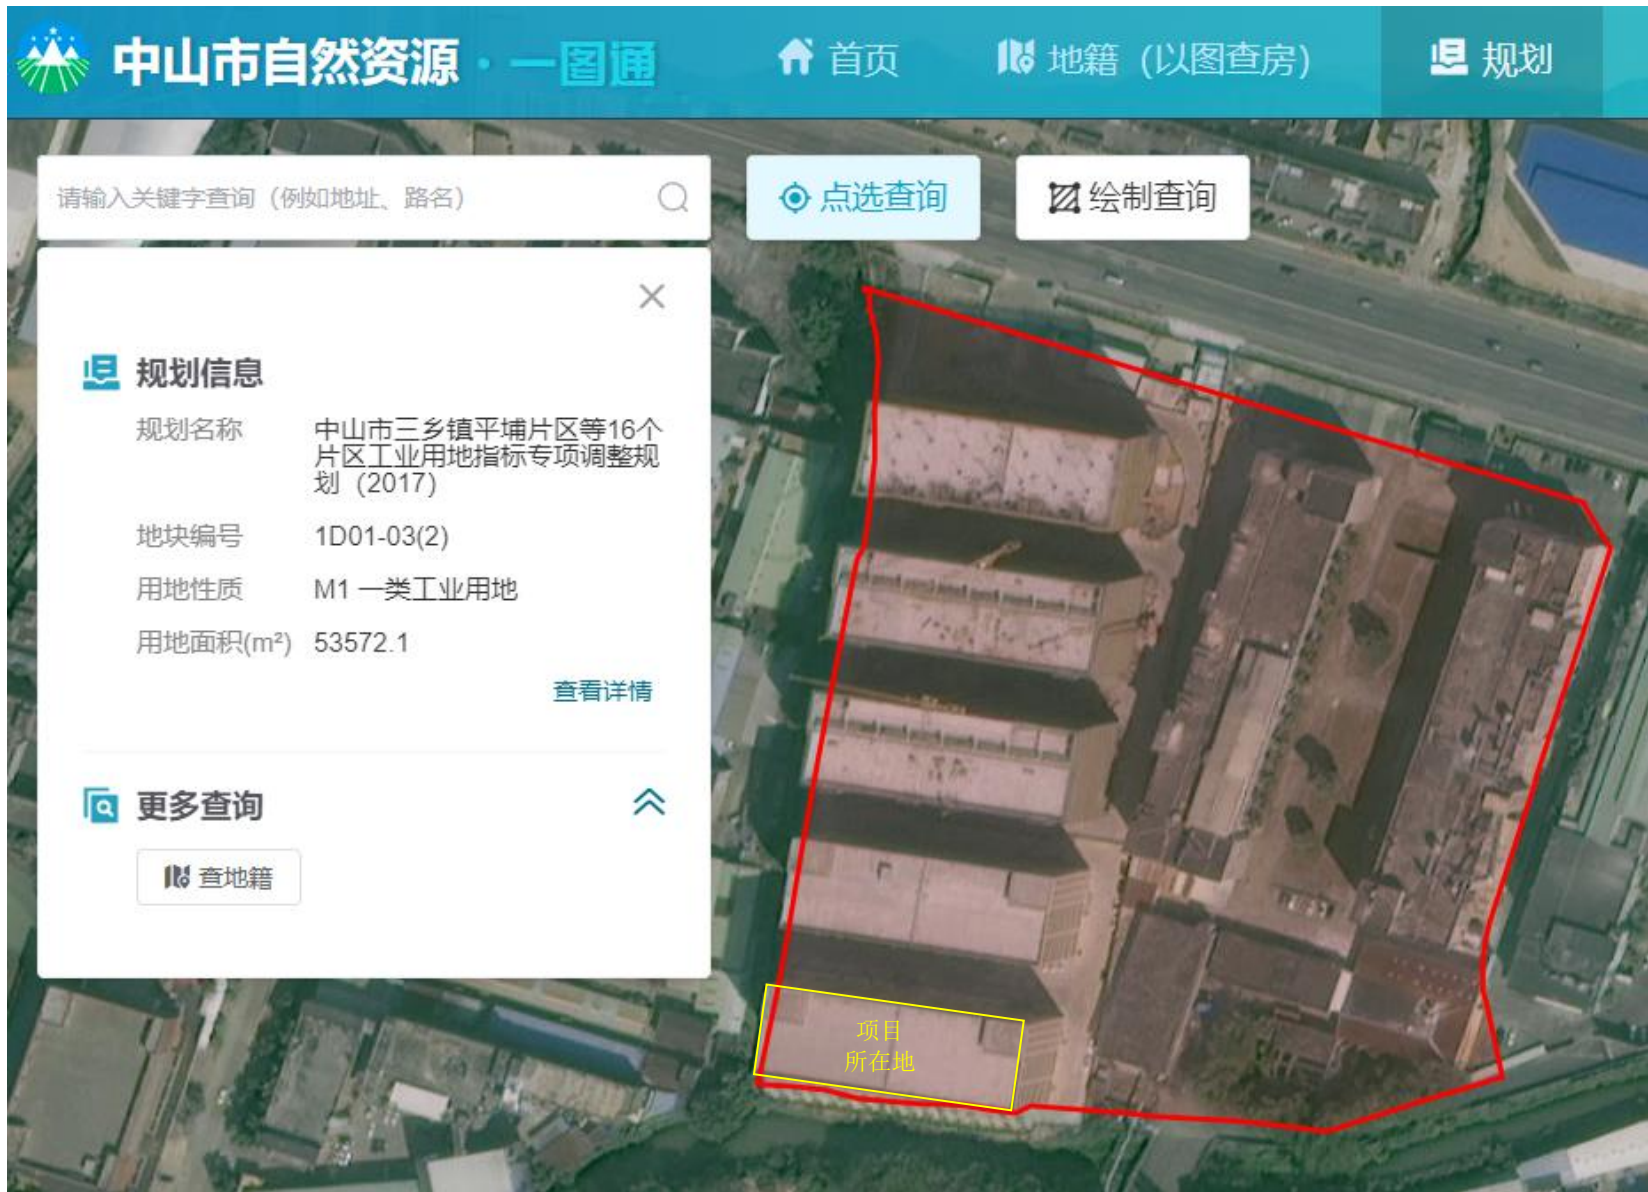 中山市自然资源·一图通
首页
地籍（以图查房）
规划
请输入关键字查询（例如地址、路名）
点选查询
绘制查询
规划信息
规划名称
中山市三乡镇平埔片区等16个
片区工业用地指标专项调整规
划（2017）
地块编号
1D01-03(2)
用地性质
M1 一类工业用地
用地面积(m²)
53572.1
查看详情
更多查询
查地籍
项目
所在地